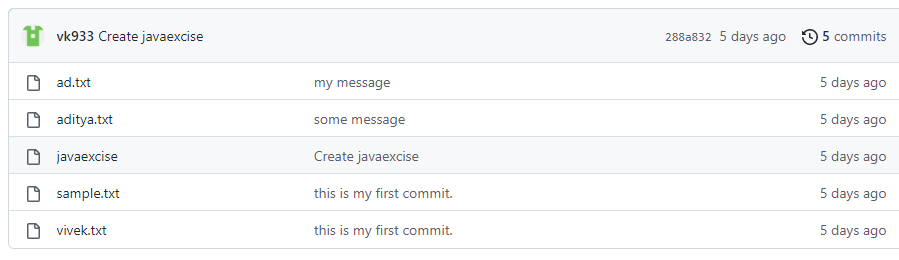 vk933 Create javaexcise 288a832 5 days ago 5 commits
ad.txt my message 5 days ago
aditya.txt some message 5 days ago
javaexcise Create javaexcise 5 days ago
sample.txt this is my first commit. 5 days ago
vivek.txt this is my first commit. 5 days ago